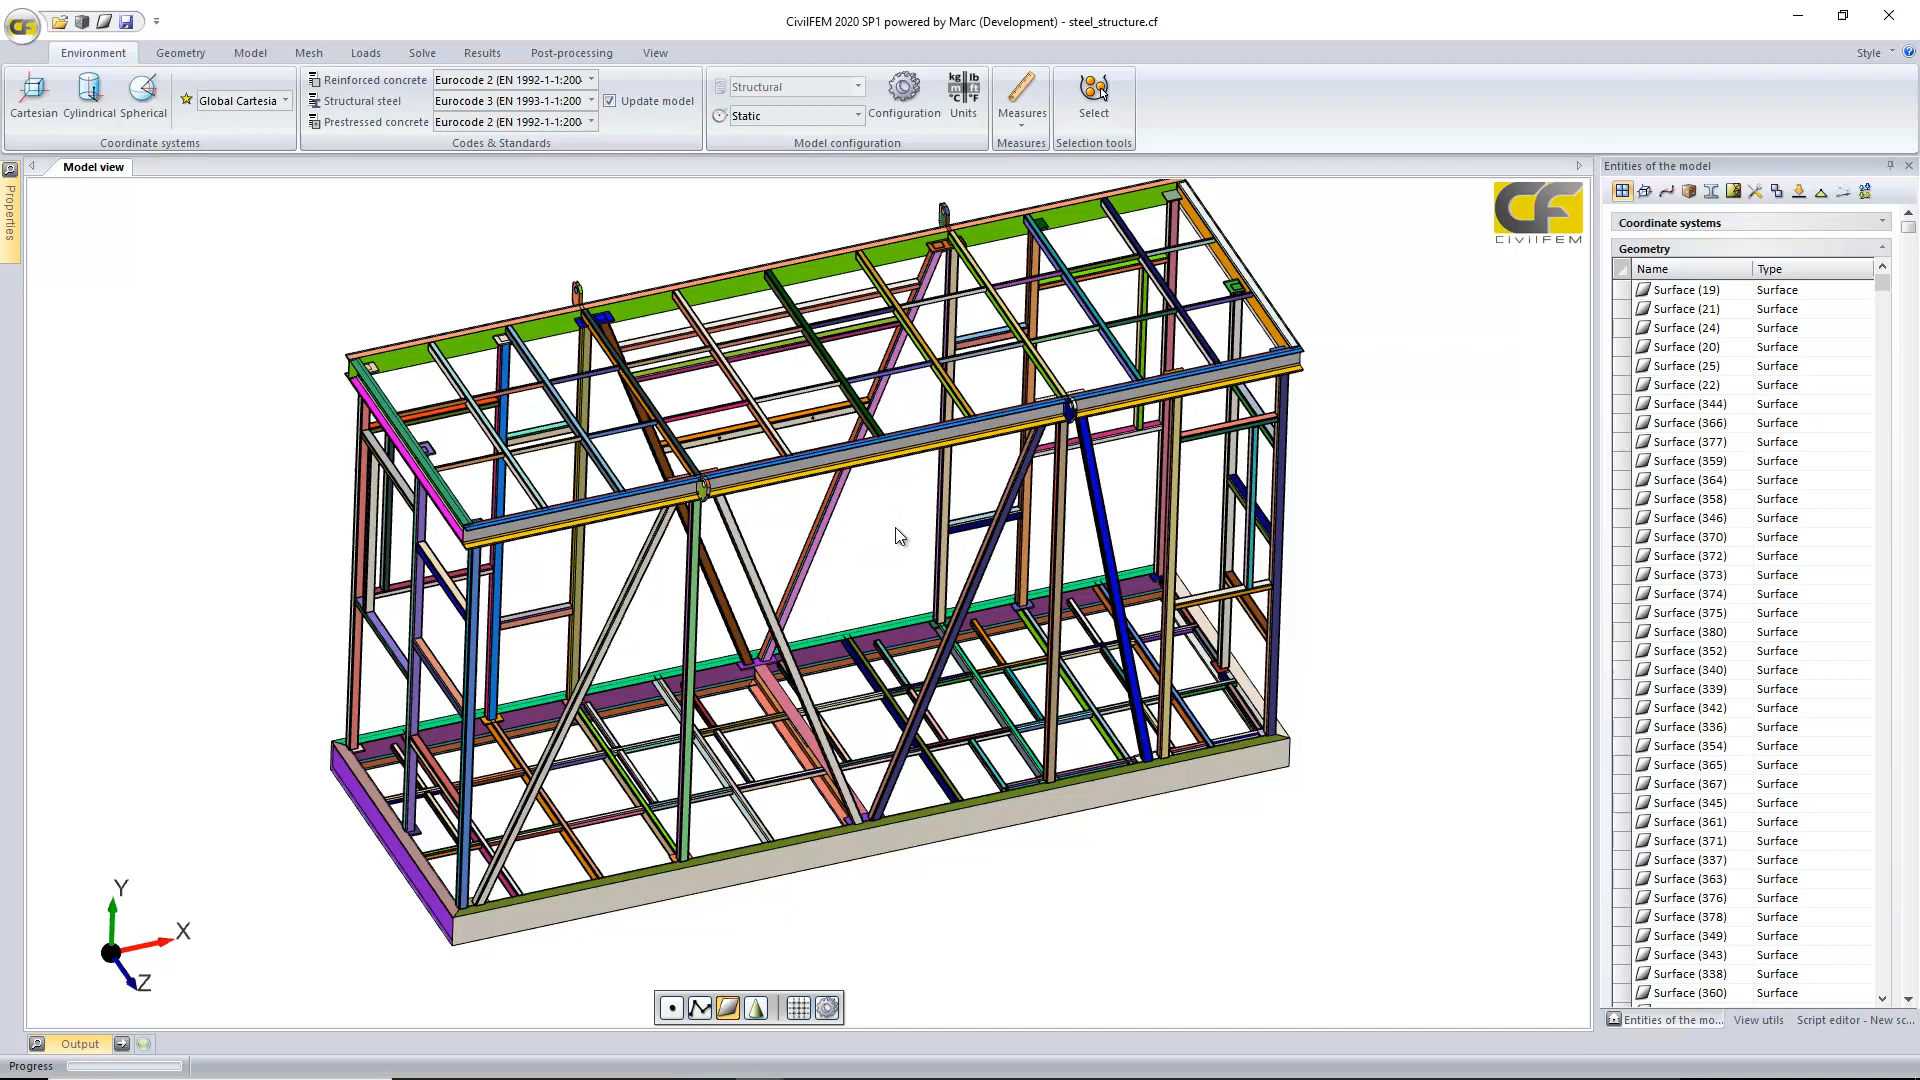 CF
CivilFEM 2020 SP1 powered by Marc (Development) - steel_structure.cf
Environment Geometry Model Mesh Loads Solve Results Post-processing View Style
Cartesian Cylindrical Spherical
Global Cartesia
Coordinate systems
Reinforced concrete Eurocode 2 (EN 1992-1-1:200
Structural steel Eurocode 3 (EN 1993-1-1:200 Update model
Prestressed concrete Eurocode 2 (EN 1992-1-1:200
Codes & Standards
Structural
Static
Configuration
kg lb
m ft
°C °F
Units
Model configuration
Measures
Measures
Select
Selection tools
Properties
Model view
CF
CIVILFEM
Y
X
Z
Entities of the model
Coordinate systems
Geometry
Name Type
Surface (19) Surface
Surface (21) Surface
Surface (24) Surface
Surface (20) Surface
Surface (25) Surface
Surface (22) Surface
Surface (344) Surface
Surface (366) Surface
Surface (377) Surface
Surface (359) Surface
Surface (364) Surface
Surface (358) Surface
Surface (346) Surface
Surface (370) Surface
Surface (372) Surface
Surface (373) Surface
Surface (374) Surface
Surface (375) Surface
Surface (380) Surface
Surface (352) Surface
Surface (340) Surface
Surface (339) Surface
Surface (342) Surface
Surface (336) Surface
Surface (354) Surface
Surface (365) Surface
Surface (367) Surface
Surface (345) Surface
Surface (361) Surface
Surface (371) Surface
Surface (337) Surface
Surface (363) Surface
Surface (376) Surface
Surface (378) Surface
Surface (349) Surface
Surface (343) Surface
Surface (338) Surface
Surface (360) Surface
Entities of the mo... View utils Script editor - New sc...
Output
Progress